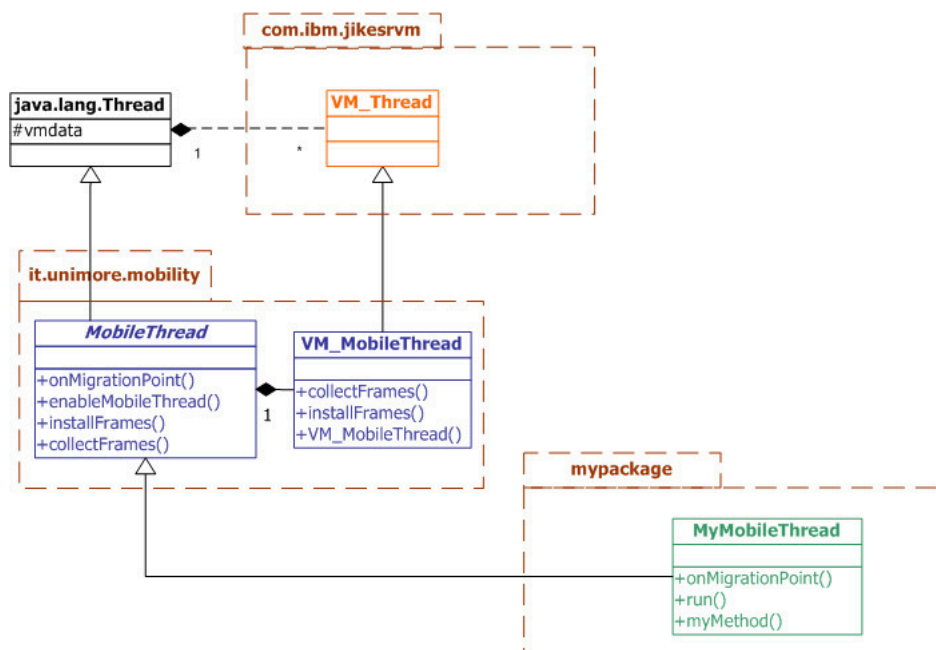 com.ibm.jikesrvm
java.lang.Thread
#vmdata
1
*
VM_Thread
it.unimore.mobility
MobileThread
+onMigrationPoint()
+enableMobileThread()
+installFrames()
+collectFrames()
1
VM_MobileThread
+collectFrames()
+installFrames()
+VM_MobileThread()
mypackage
MyMobileThread
+onMigrationPoint()
+run()
+myMethod()